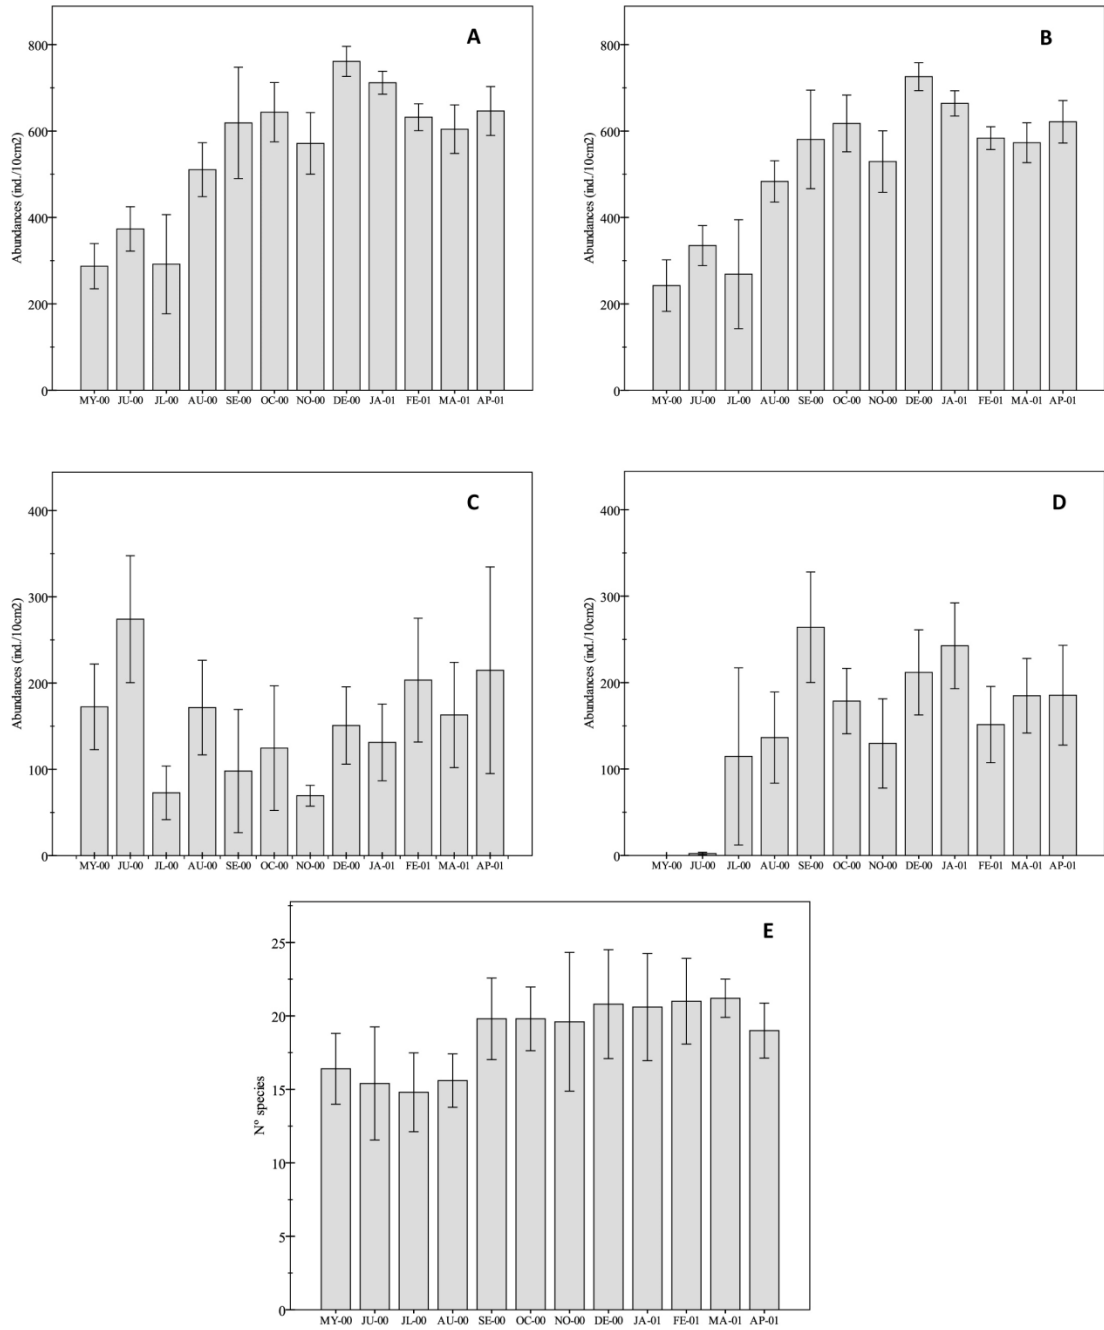 A
Abundances (ind./10cm2)
800
600
400
200
0
MY-00 JU-00 JL-00 AU-00 SE-00 OC-00 NO-00 DE-00 JA-01 FE-01 MA-01 AP-01
B
Abundances (ind./10cm2)
800
600
400
200
0
MY-00 JU-00 JL-00 AU-00 SE-00 OC-00 NO-00 DE-00 JA-01 FE-01 MA-01 AP-01
C
Abundances (ind./10cm2)
400
300
200
100
0
MY-00 JU-00 JL-00 AU-00 SE-00 OC-00 NO-00 DE-00 JA-01 FE-01 MA-01 AP-01
D
Abundances (ind./10cm2)
400
300
200
100
0
MY-00 JU-00 JL-00 AU-00 SE-00 OC-00 NO-00 DE-00 JA-01 FE-01 MA-01 AP-01
E
N° species
25
20
15
10
5
0
MY-00 JU-00 JL-00 AU-00 SE-00 OC-00 NO-00 DE-00 JA-01 FE-01 MA-01 AP-01